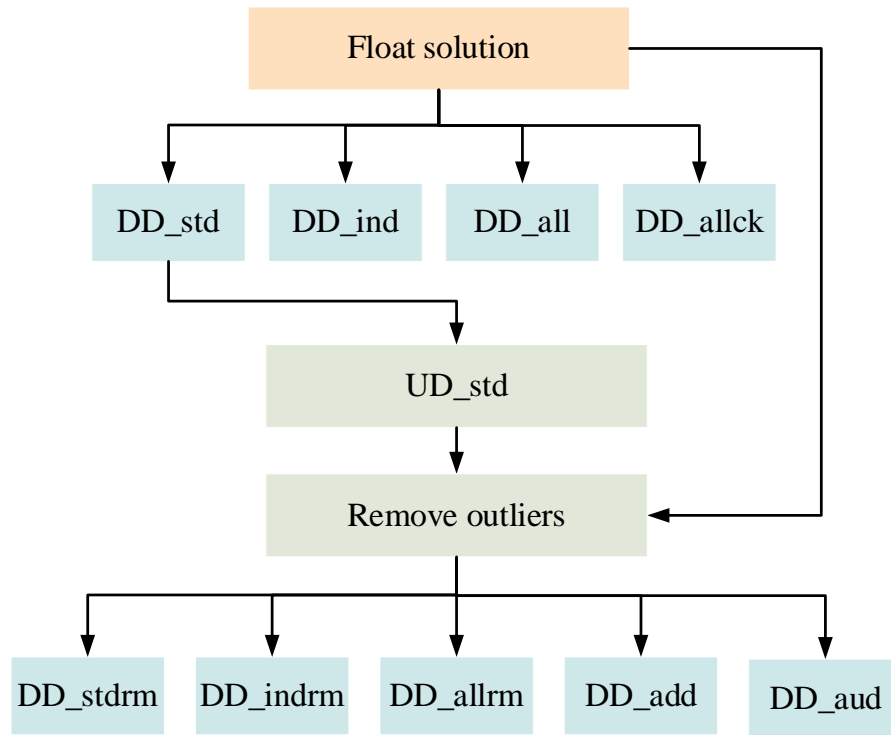 Float solution
DD_std
DD_ind
DD_all
DD_allck
UD_std
Remove outliers
DD_stdrm
DD_indrm
DD_allrm
DD_add
DD_aud